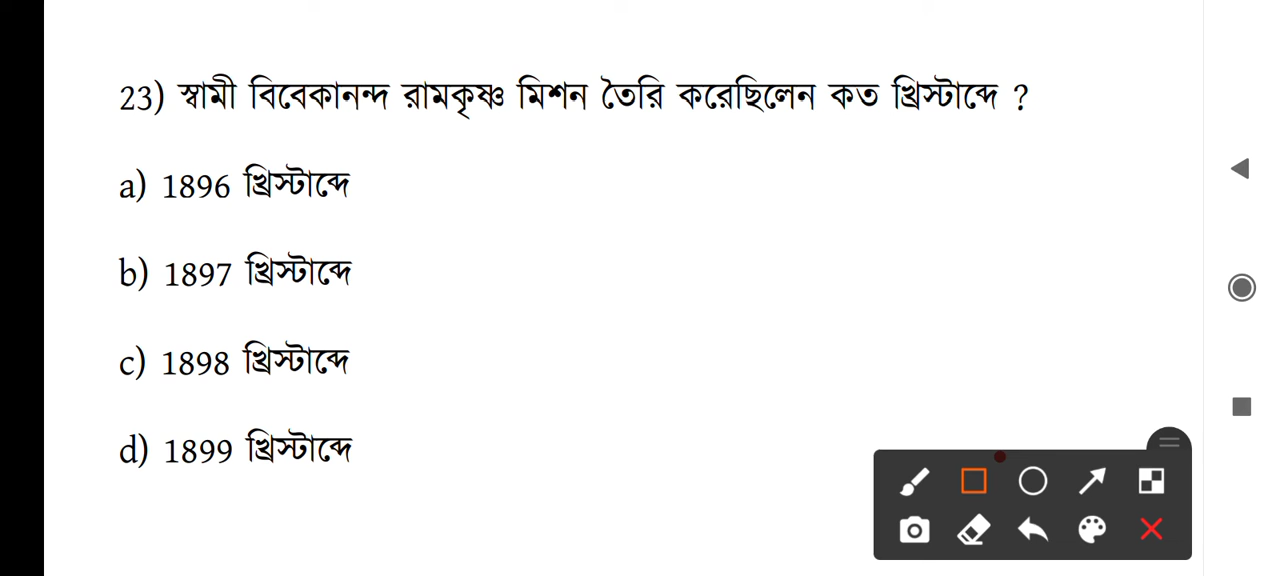 23) স্বামী বিবেকানন্দ রামকৃষ্ণ মিশন তৈরি করেছিলেন কত খ্রিস্টাব্দে ?
a) 1896 খ্রিস্টাব্দে
b) 1897 খ্রিস্টাব্দে
c) 1898 খ্রিস্টাব্দে
d) 1899 খ্রিস্টাব্দে